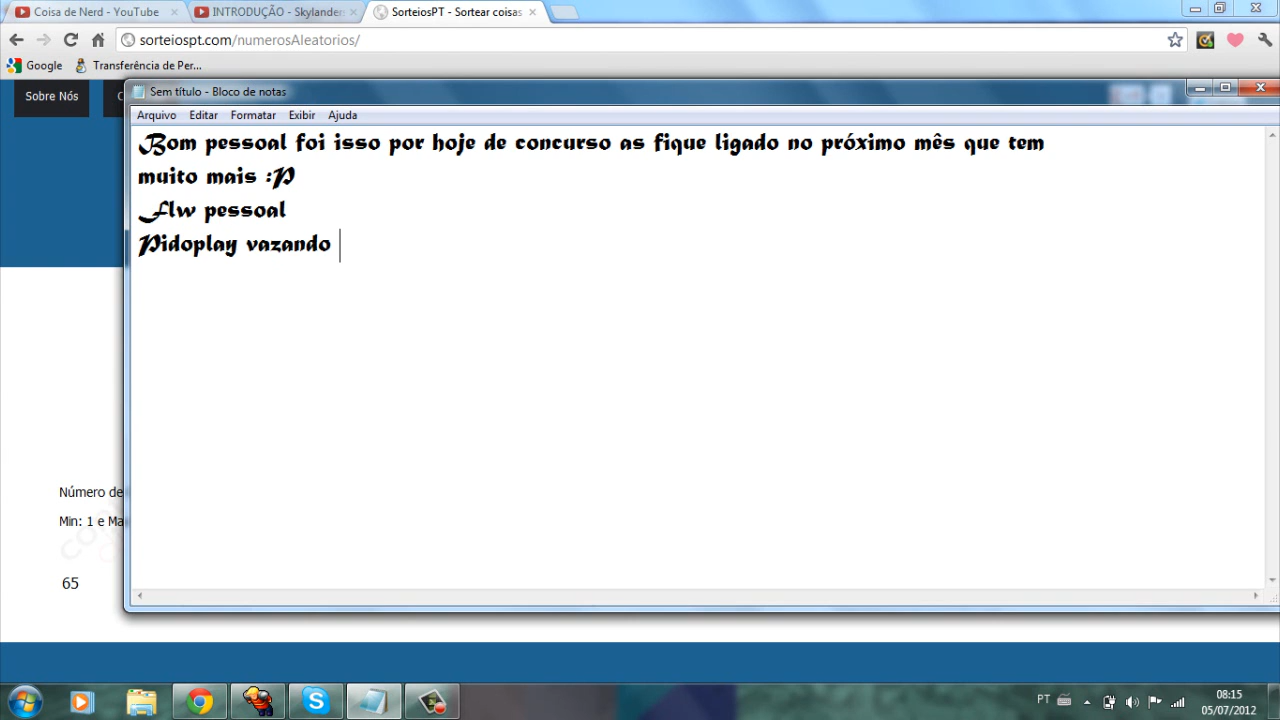 Coisa de Nerd - YouTube
INTRODUÇÃO - Skylander
SorteiosPT - Sortear coisas
sorteiospt.com/numerosAleatorios/
Google
Transferência de Per...
Sobre Nós
Sem título - Bloco de notas
Arquivo Editar Formatar Exibir Ajuda
Bom pessoal foi isso por hoje de concurso as fique ligado no próximo mês que tem
muito mais :P
Flw pessoal
Pidoplay vazando
Número de
Min: 1 e Ma
65
PT
08:15
05/07/2012